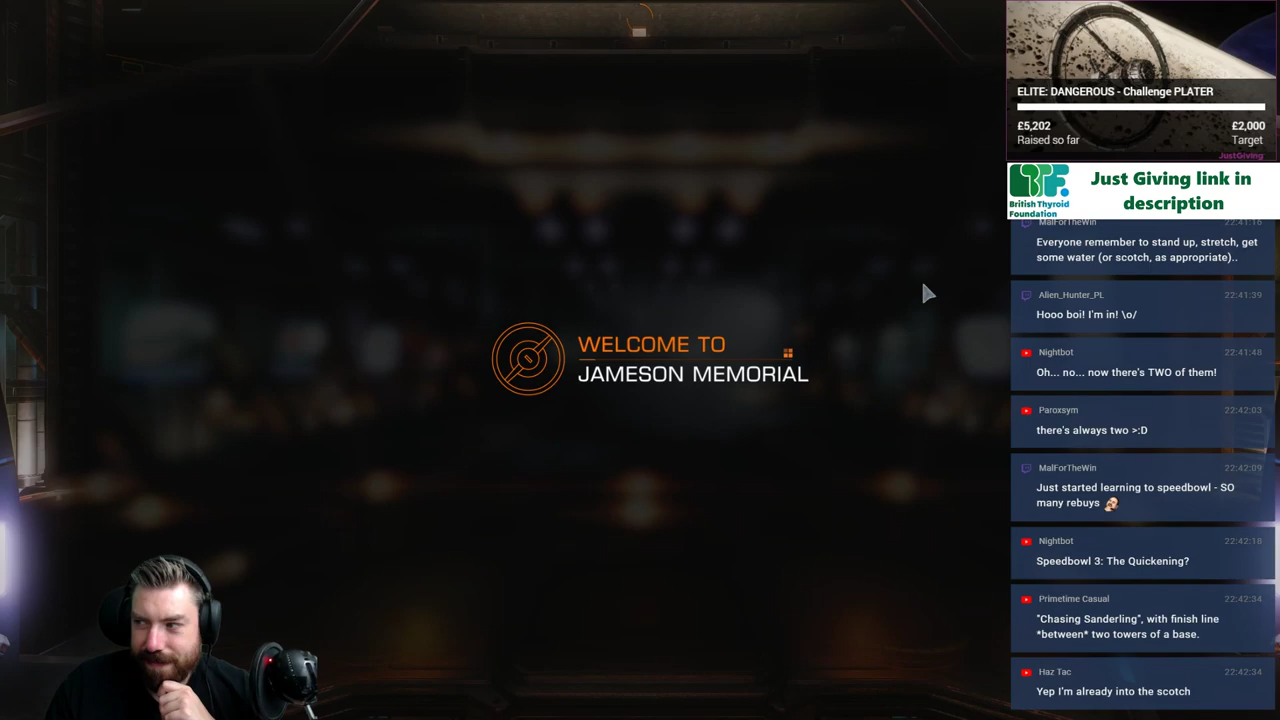 WELCOME TO
JAMESON MEMORIAL
ELITE: DANGEROUS - Challenge PLATER
£5,202 £2,000
Raised so far Target
JustGiving
British Thyroid
Foundation
Just Giving link in
description
MalForTheWin 22:41:16
Everyone remember to stand up, stretch, get
some water (or scotch, as appropriate)..
Alien_Hunter_PL 22:41:39
Hooo boi! I'm in! \o/
Nightbot 22:41:48
Oh... no... now there's TWO of them!
Paroxsym 22:42:03
there's always two >:D
MalForTheWin 22:42:09
Just started learning to speedbowl - SO
many rebuys
Nightbot 22:42:18
Speedbowl 3: The Quickening?
Primetime Casual 22:42:34
"Chasing Sanderling", with finish line
*between* two towers of a base.
Haz Tac 22:42:34
Yep I'm already into the scotch